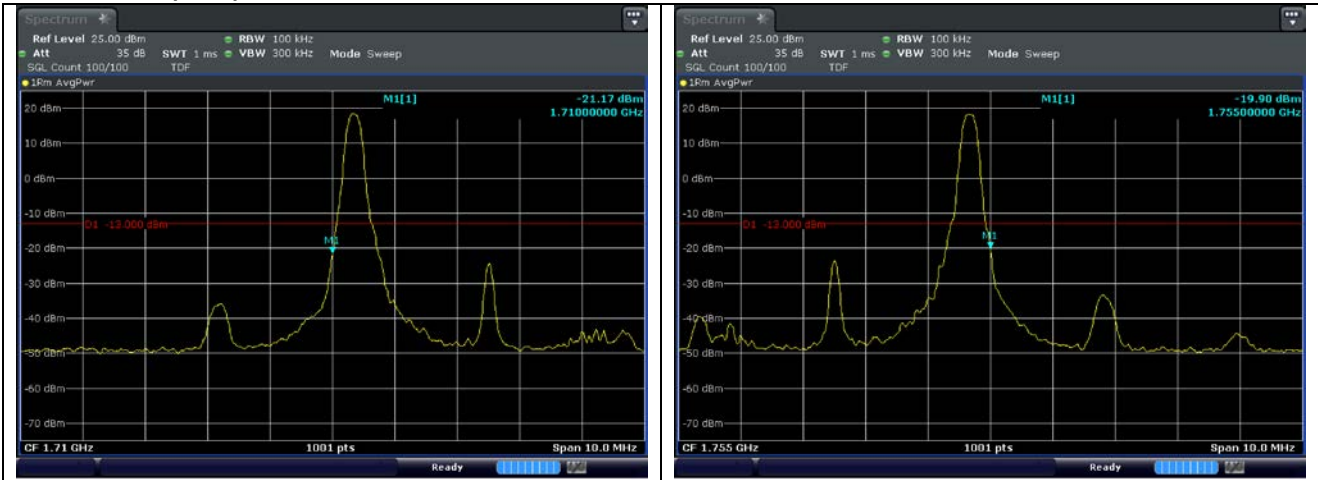 Spectrum
Ref Level 25.00 dBm RBW 100 kHz
Att 35 dB SWT 1 ms VBW 300 kHz Mode Sweep
SGL Count 100/100 TDF
1Rm AvgPwr
M1[1] -21.17 dBm
1.71000000 GHz
20 dBm
10 dBm
0 dBm
-10 dBm
D1 -13.000 dBm
M1
-20 dBm
-30 dBm
-40 dBm
-50 dBm
-60 dBm
-70 dBm
CF 1.71 GHz 1001 pts Span 10.0 MHz
Ready
Spectrum
Ref Level 25.00 dBm RBW 100 kHz
Att 35 dB SWT 1 ms VBW 300 kHz Mode Sweep
SGL Count 100/100 TDF
1Rm AvgPwr
M1[1] -19.90 dBm
1.75500000 GHz
20 dBm
10 dBm
0 dBm
-10 dBm
D1 -13.000 dBm
M1
-20 dBm
-30 dBm
-40 dBm
-50 dBm
-60 dBm
-70 dBm
CF 1.755 GHz 1001 pts Span 10.0 MHz
Ready